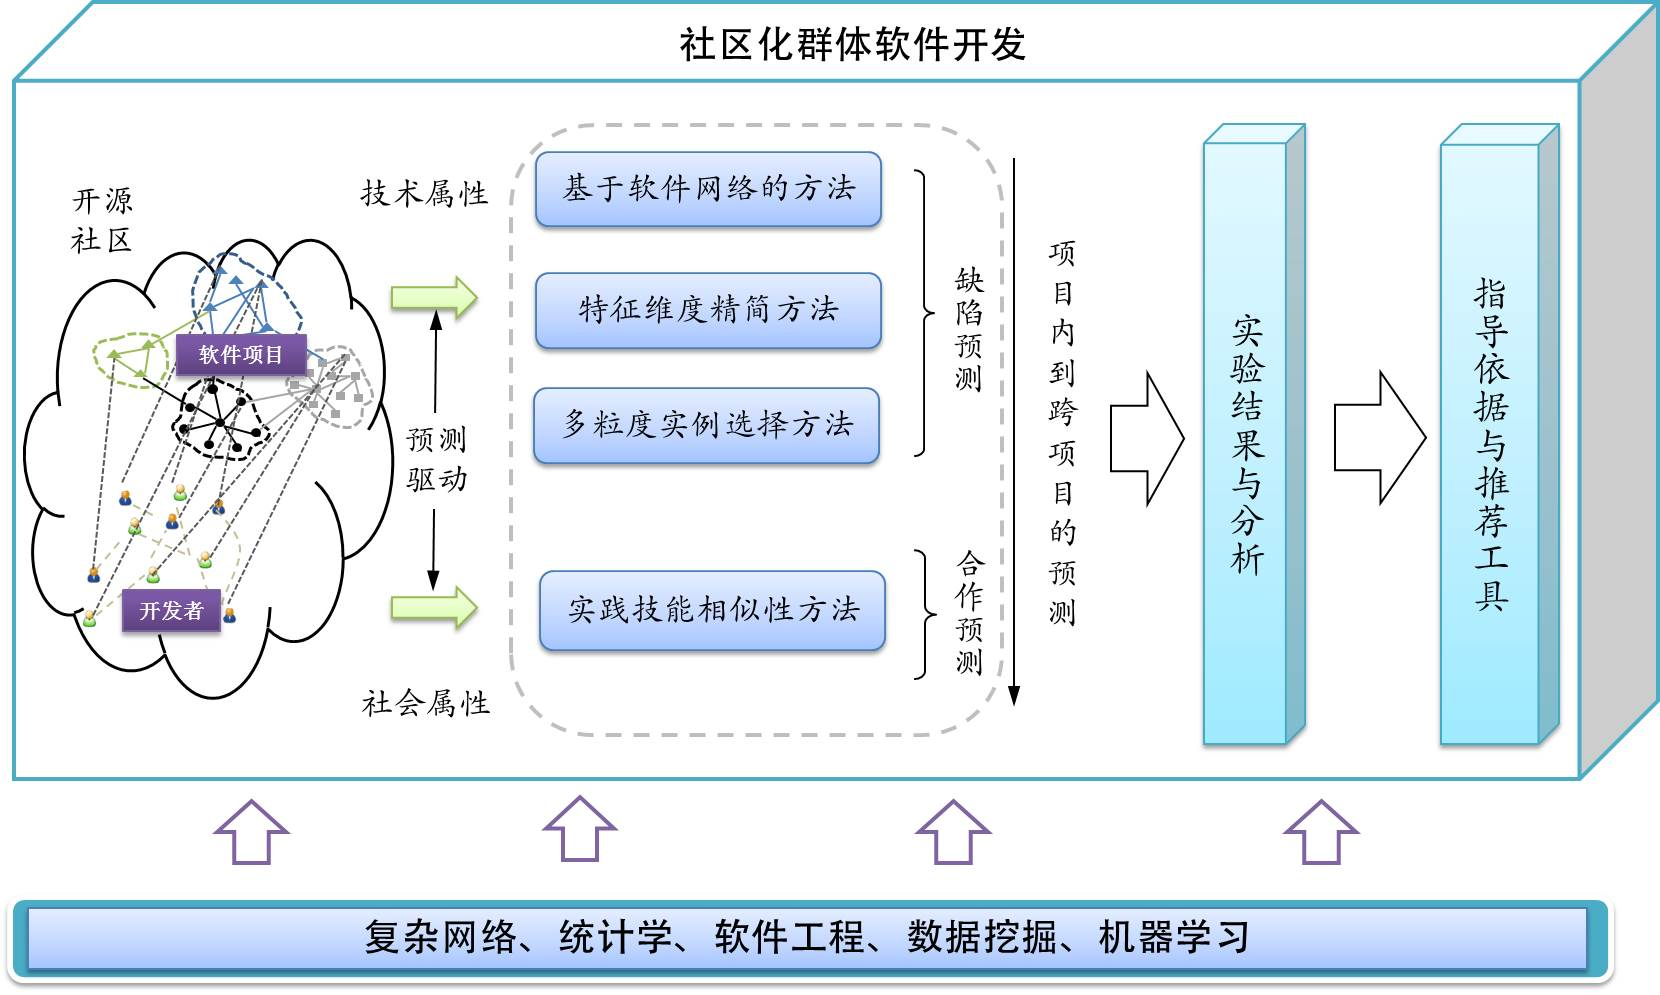 社区化群体软件开发
开源
社区
软件项目
开发者
技术属性
预测
驱动
社会属性
基于软件网络的方法
特征维度精简方法
多粒度实例选择方法
实践技能相似性方法
缺陷预测
合作预测
项目内到跨项目的预测
实验结果与分析
指导依据与推荐工具
复杂网络、统计学、软件工程、数据挖掘、机器学习